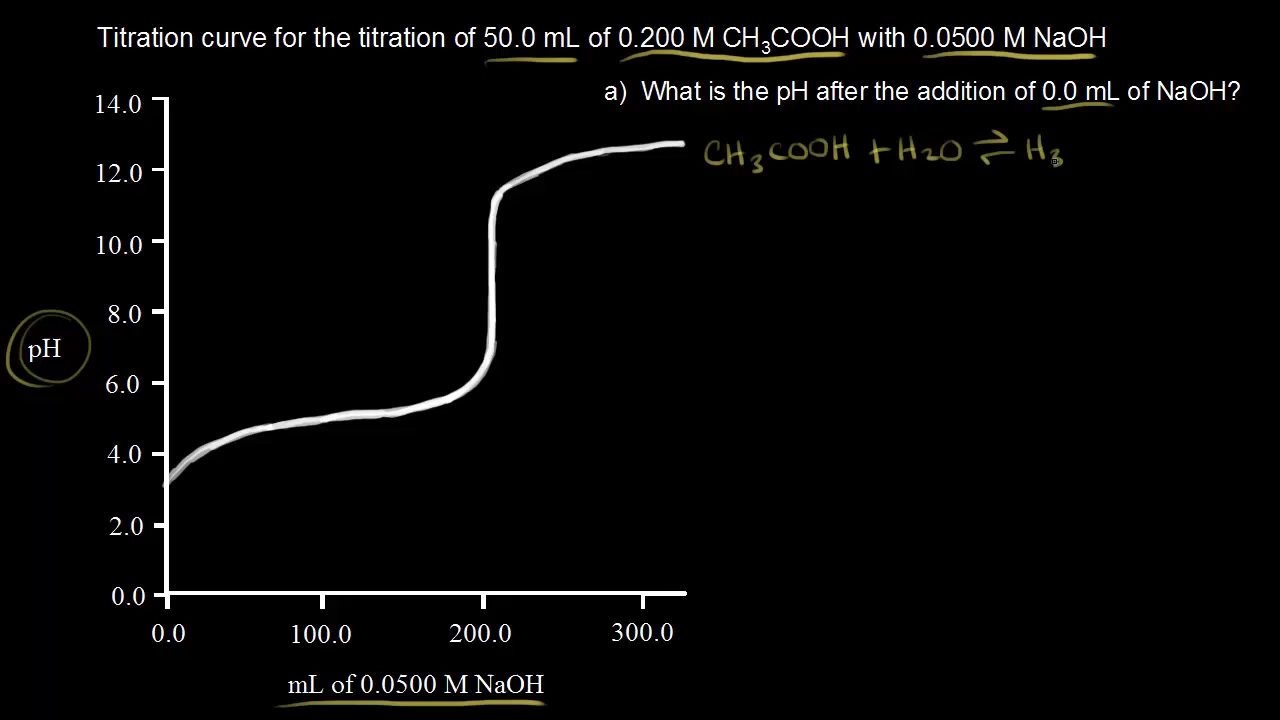 Titration curve for the titration of 50.0 mL of 0.200 M CH₃COOH with 0.0500 M NaOH
a) What is the pH after the addition of 0.0 mL of NaOH?
CH₃COOH + H₂O ⇌ H₃
14.0
12.0
10.0
8.0
pH
6.0
4.0
2.0
0.0
0.0 100.0 200.0 300.0
mL of 0.0500 M NaOH